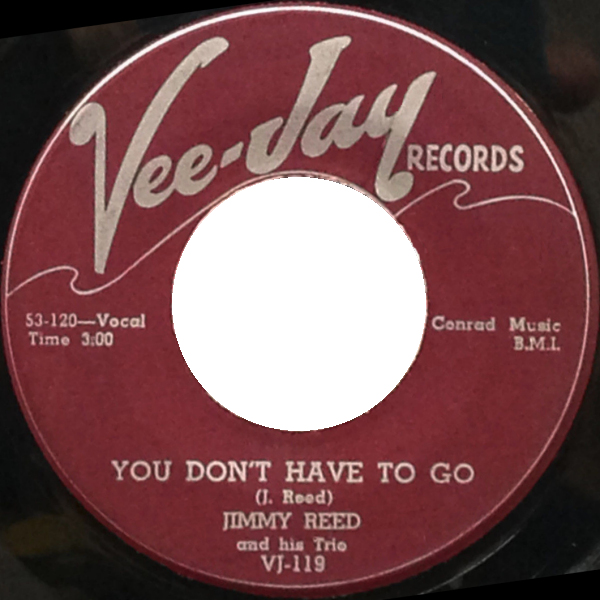 Vee-Jay
RECORDS
53-120—Vocal
Time 3:00
Conrad Music
B.M.I.
YOU DON'T HAVE TO GO
(J. Reed)
JIMMY REED
and his Trio
VJ-119